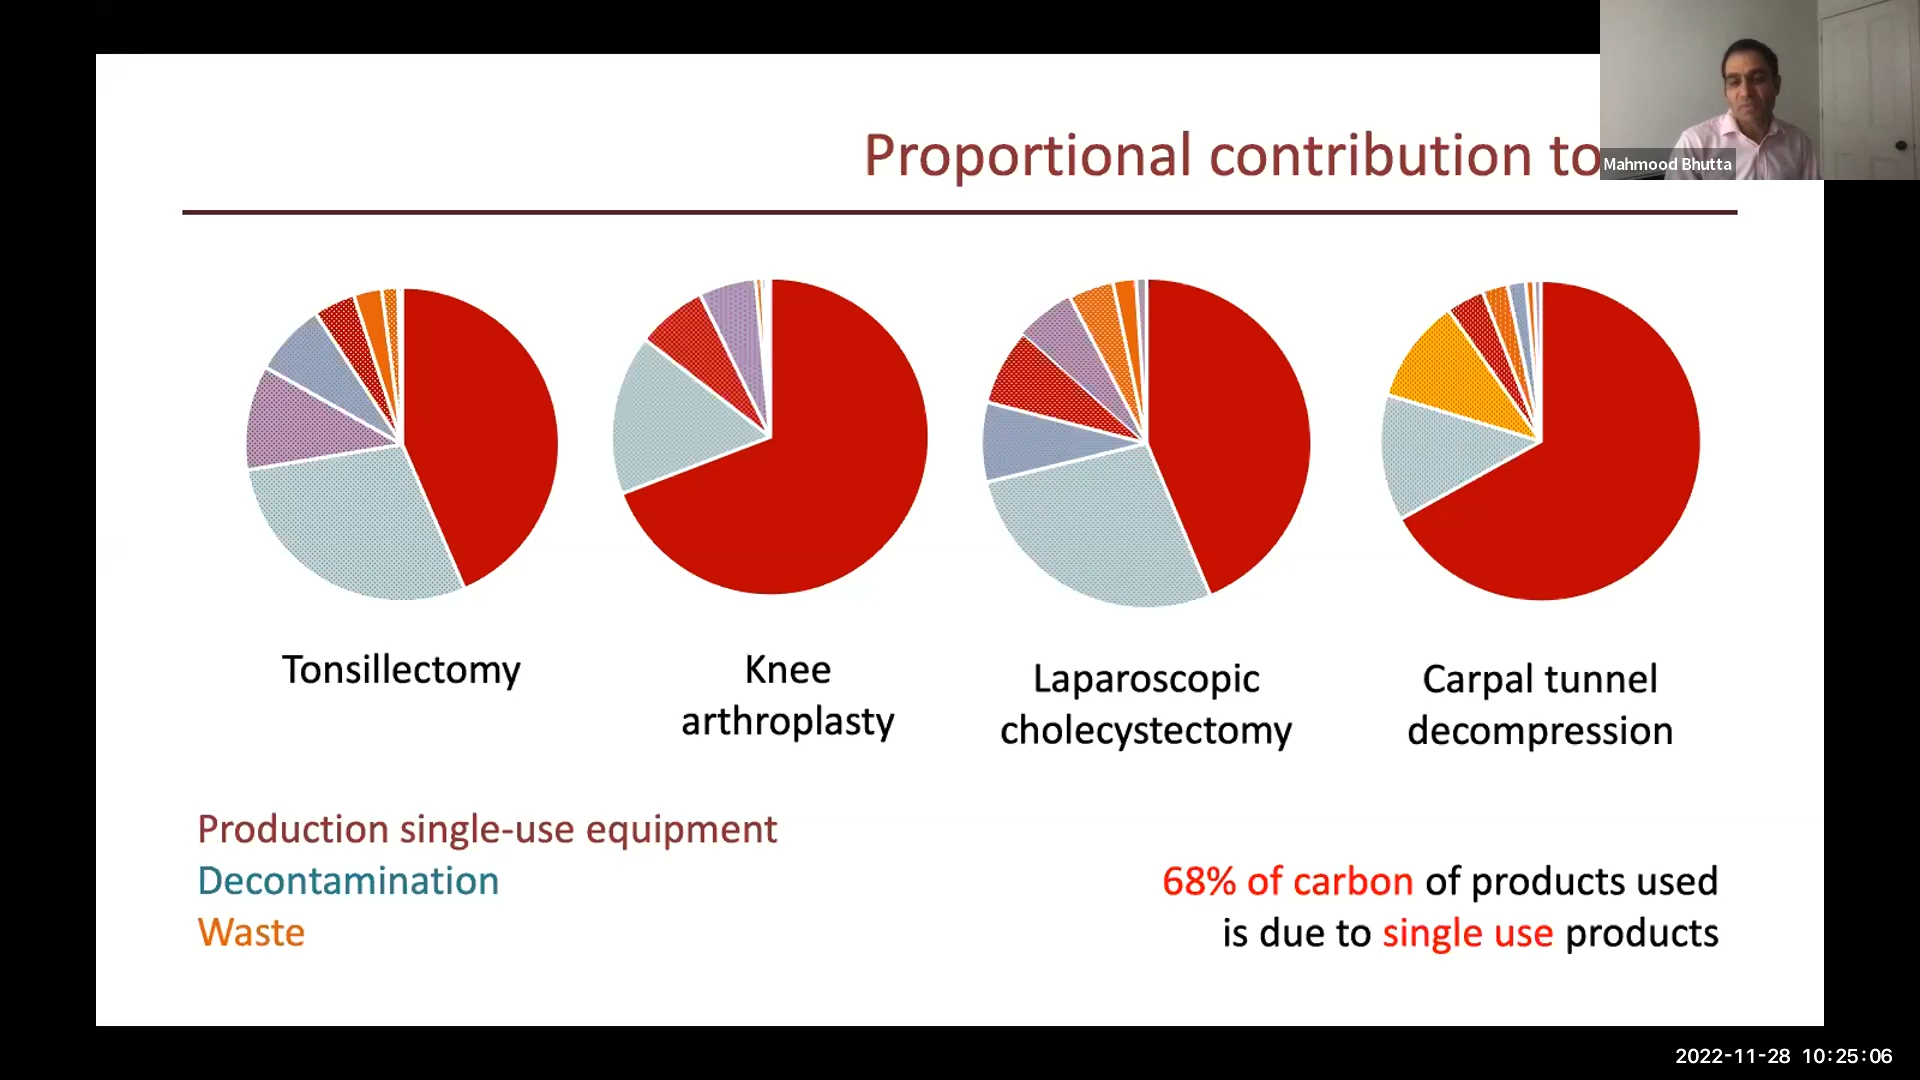 Proportional contribution to
Mahmood Bhutta
Tonsillectomy
Knee
arthroplasty
Laparoscopic
cholecystectomy
Carpal tunnel
decompression
Production single-use equipment
Decontamination
Waste
68% of carbon of products used
is due to single use products
2022-11-28 10:25:06